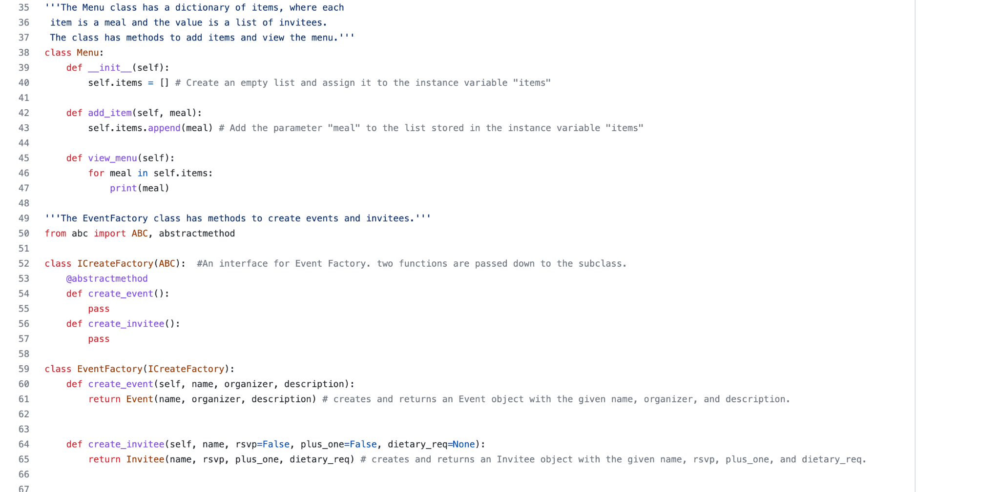 35 '''The Menu class has a dictionary of items, where each
36  item is a meal and the value is a list of invitees.
37  The class has methods to add items and view the menu.'''
38 class Menu:
39     def __init__(self):
40         self.items = [] # Create an empty list and assign it to the instance variable "items"
41
42     def add_item(self, meal):
43         self.items.append(meal) # Add the parameter "meal" to the list stored in the instance variable "items"
44
45     def view_menu(self):
46         for meal in self.items:
47             print(meal)
48
49 '''The EventFactory class has methods to create events and invitees.'''
50 from abc import ABC, abstractmethod
51
52 class ICreateFactory(ABC):  #An interface for Event Factory. two functions are passed down to the subclass.
53     @abstractmethod
54     def create_event():
55         pass
56     def create_invitee():
57         pass
58
59 class EventFactory(ICreateFactory):
60     def create_event(self, name, organizer, description):
61         return Event(name, organizer, description) # creates and returns an Event object with the given name, organizer, and description.
62
63
64     def create_invitee(self, name, rsvp=False, plus_one=False, dietary_req=None):
65         return Invitee(name, rsvp, plus_one, dietary_req) # creates and returns an Invitee object with the given name, rsvp, plus_one, and dietary_req.
66
67